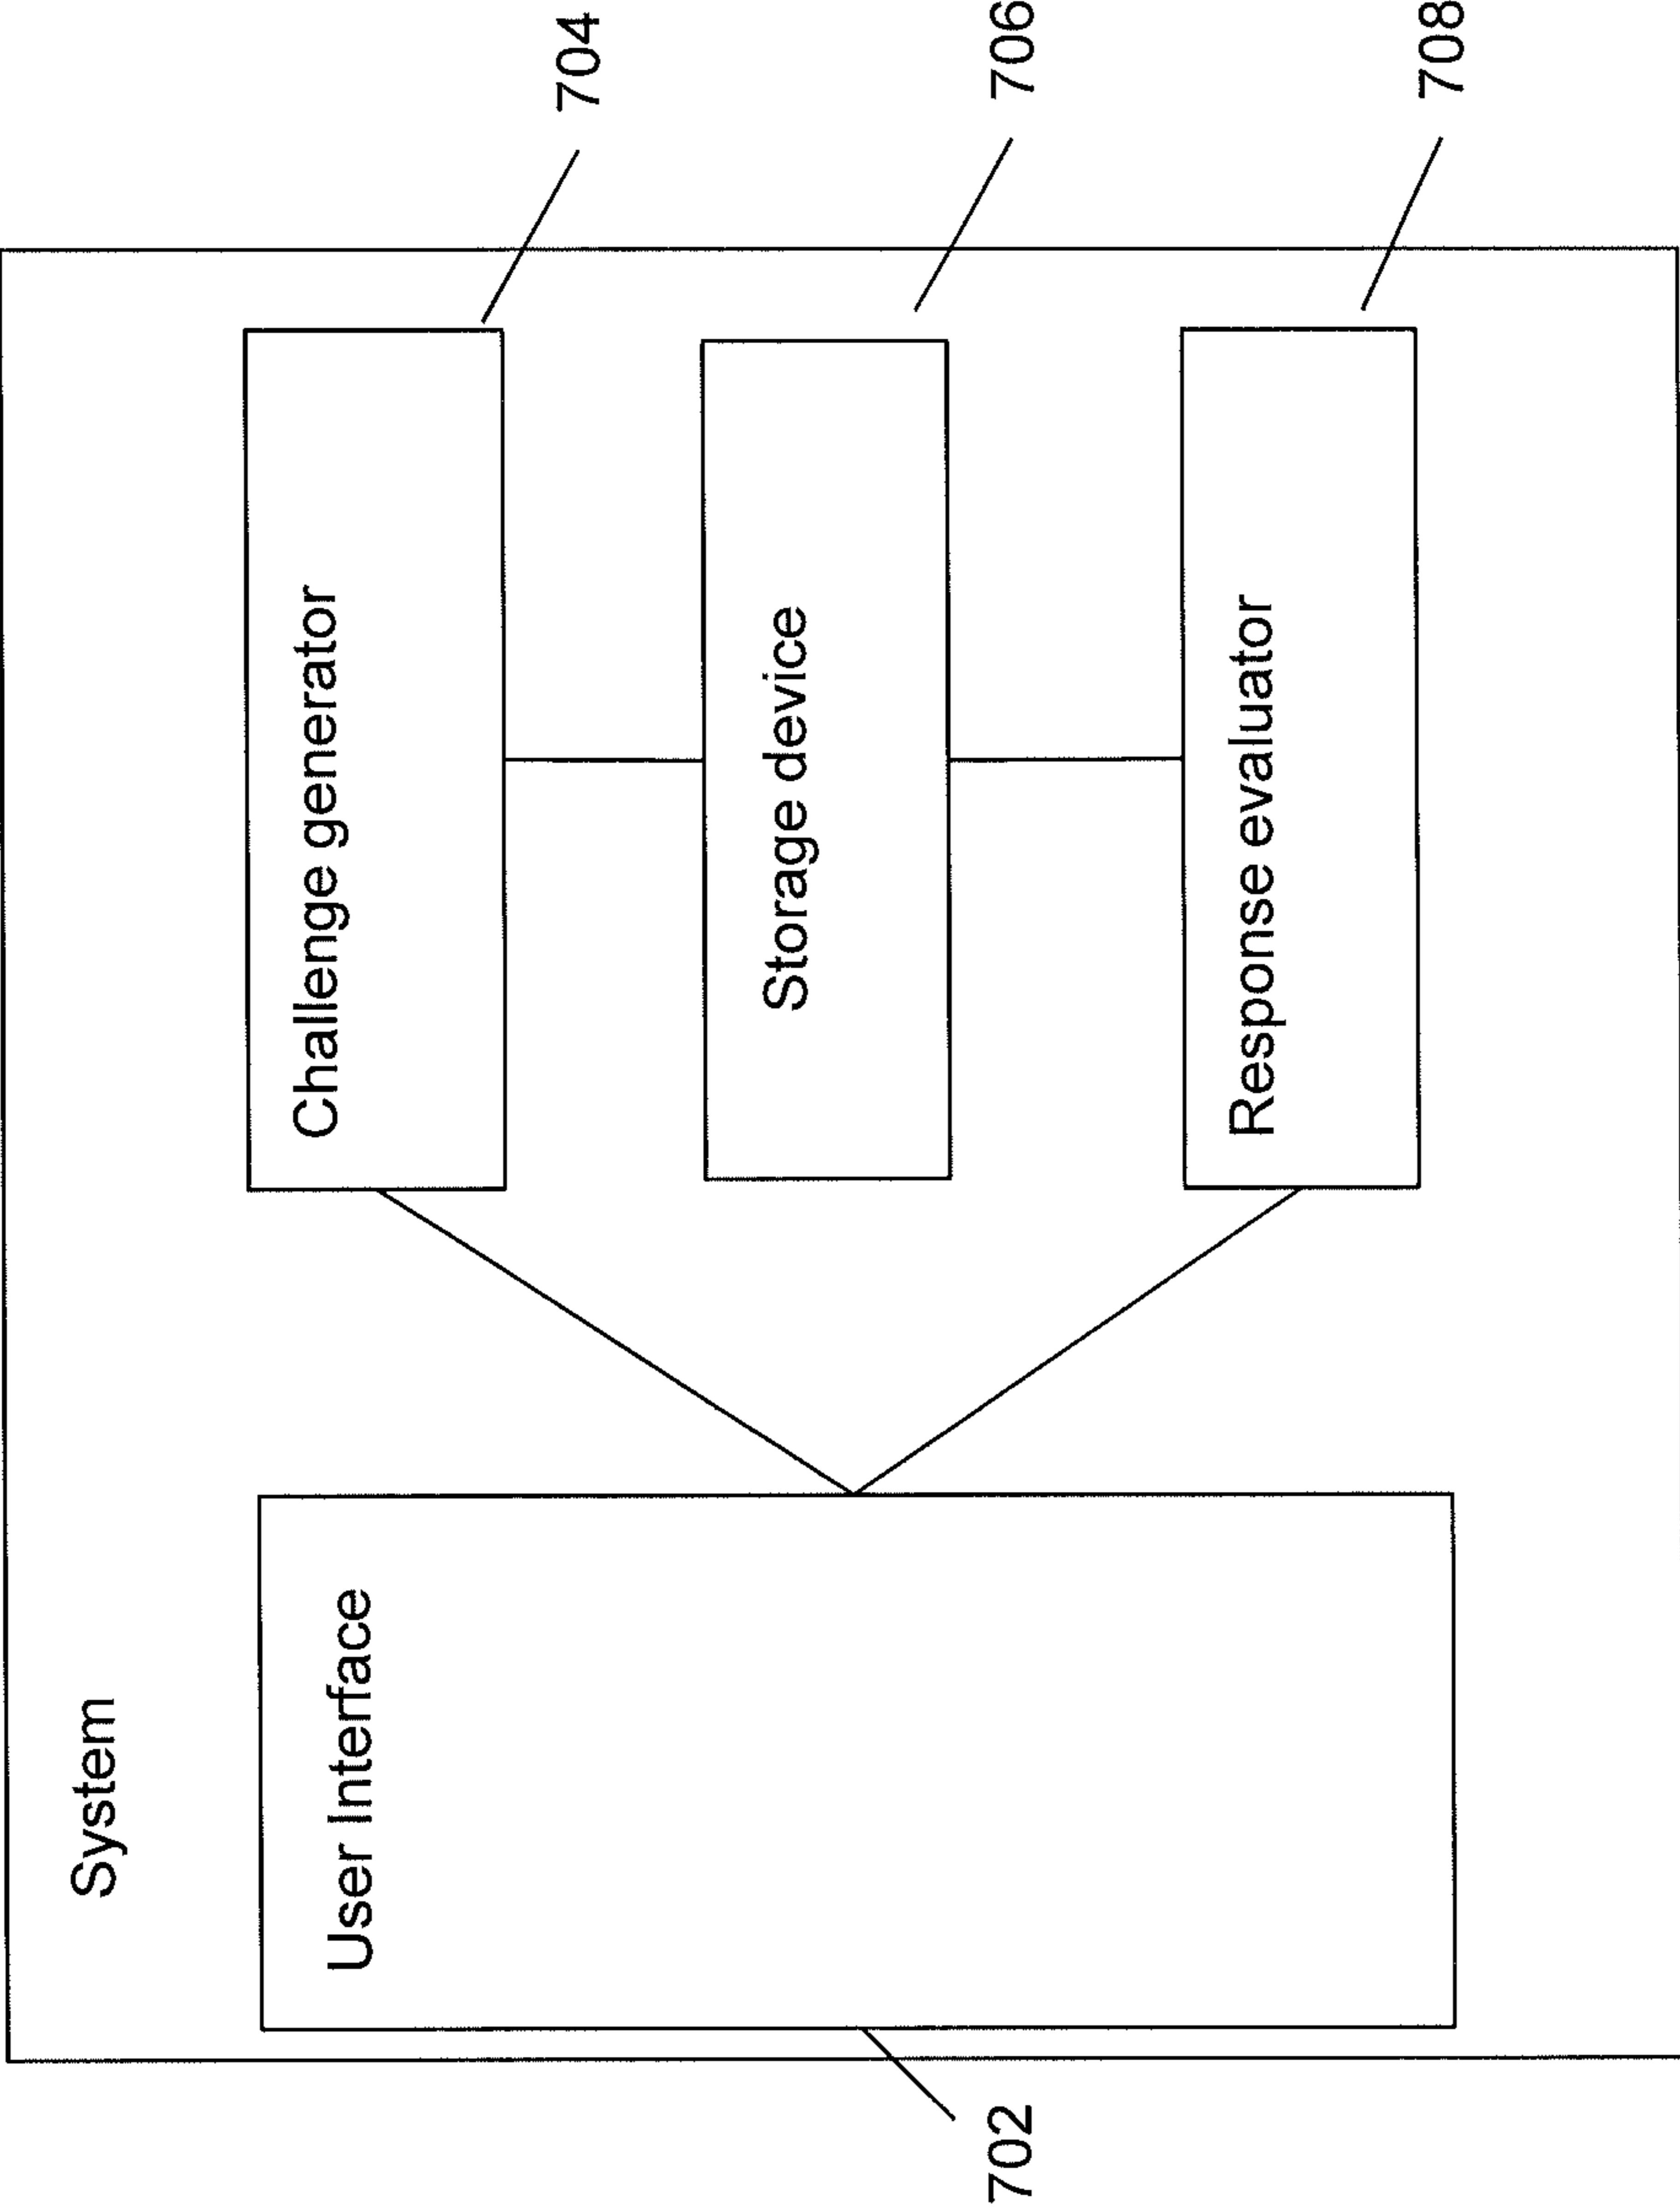 System
User Interface
702
Challenge generator
704
Storage device
706
Response evaluator
708